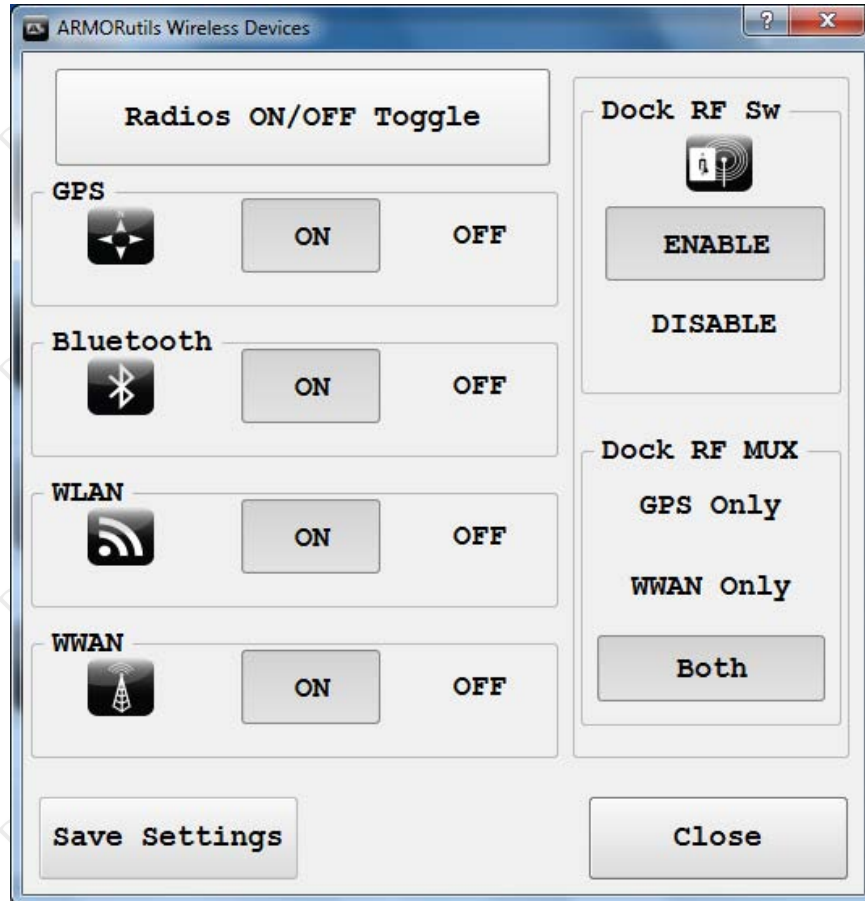 ARMORutils Wireless Devices
Radios ON/OFF Toggle
GPS
ON OFF
Bluetooth
ON OFF
WLAN
ON OFF
WWAN
ON OFF
Dock RF Sw
ENABLE
DISABLE
Dock RF MUX
GPS Only
WWAN Only
Both
Save Settings
Close